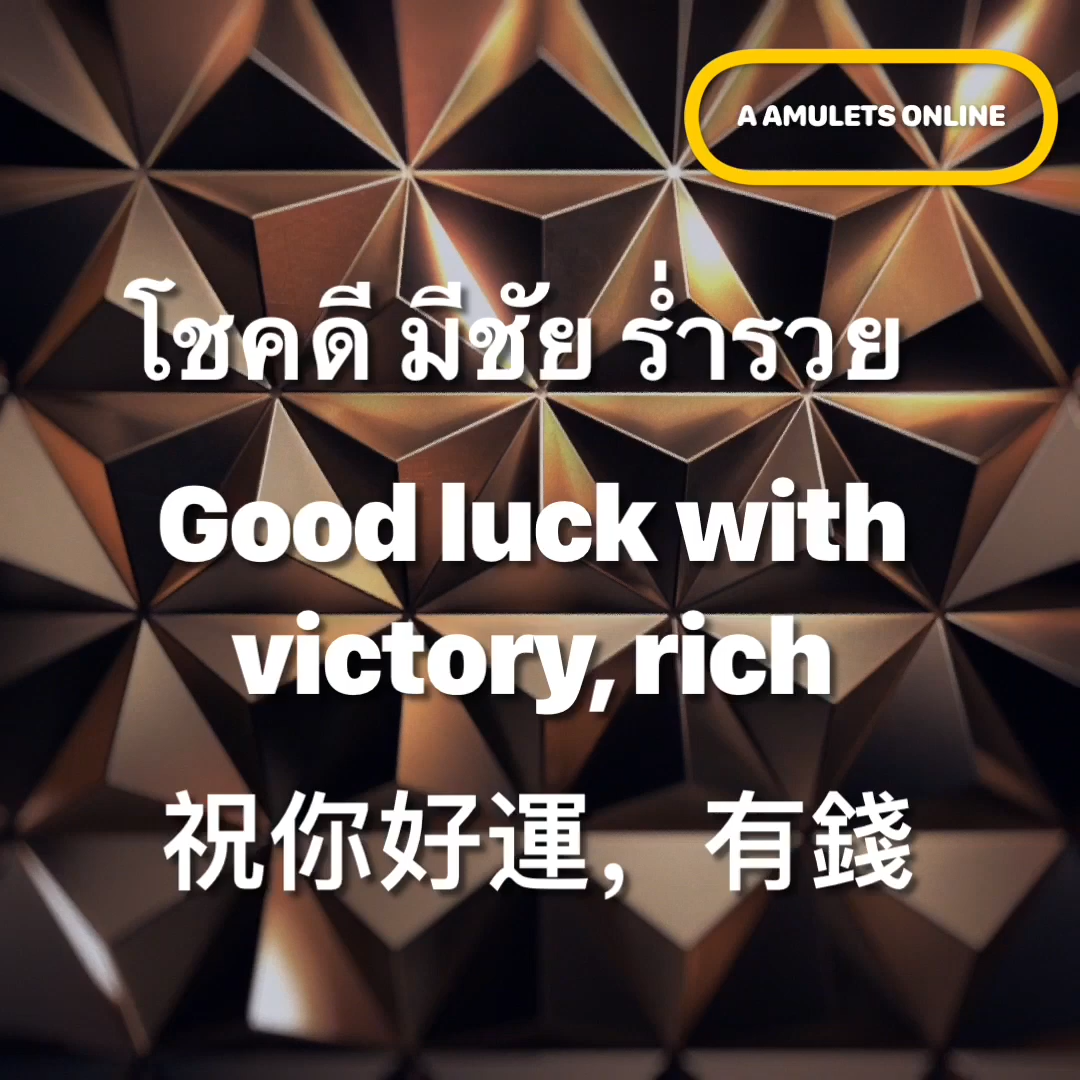 A AMULETS ONLINE
โชคดี มีชัย ร่ำรวย
Good luck with
victory, rich
祝你好運，有錢